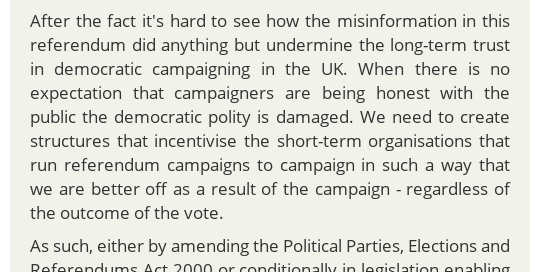 After the fact it's hard to see how the misinformation in this
referendum did anything but undermine the long-term trust
in democratic campaigning in the UK. When there is no
expectation that campaigners are being honest with the
public the democratic polity is damaged. We need to create
structures that incentivise the short-term organisations that
run referendum campaigns to campaign in such a way that
we are better off as a result of the campaign - regardless of
the outcome of the vote.
As such, either by amending the Political Parties, Elections and
Referendums Act 2000 or conditionally in legislation enabling